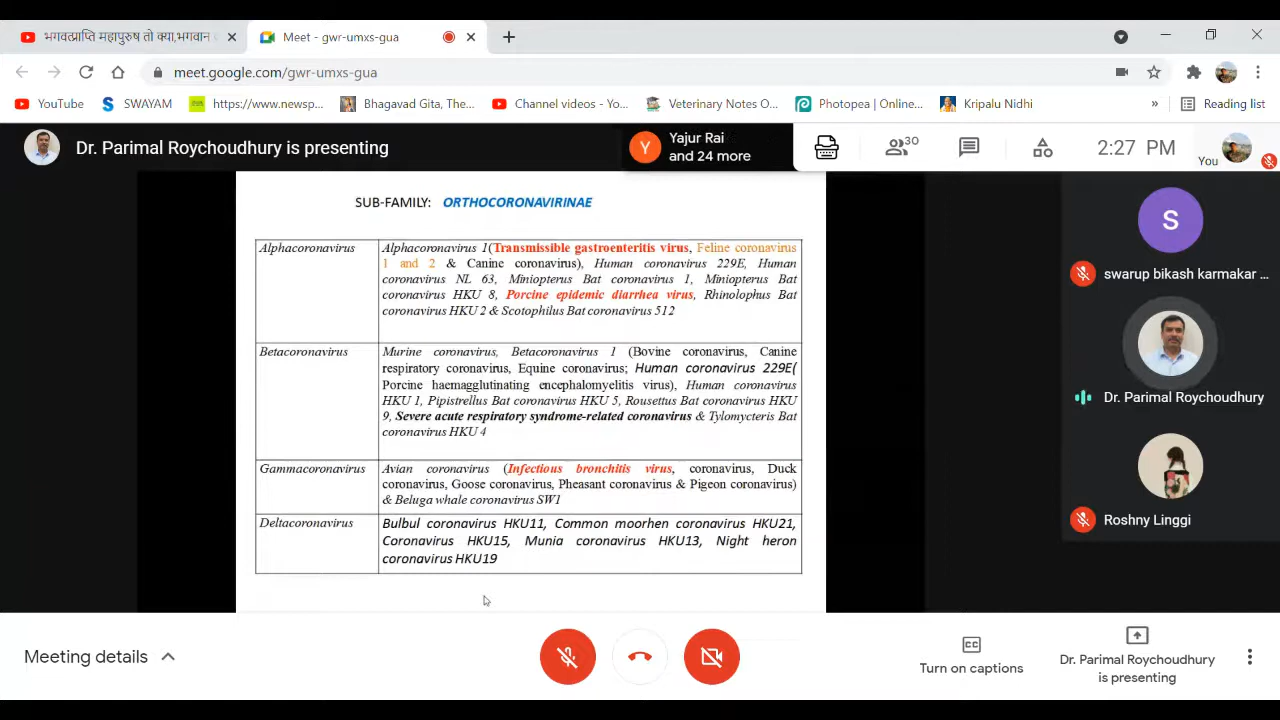 भगवत्प्राप्ति महापुरुष तो क्या,भगवान
Meet - gwr-umxs-gua
meet.google.com/gwr-umxs-gua
YouTube
SWAYAM
https://www.newsp...
Bhagavad Gita, The...
Channel videos - Yo...
Veterinary Notes O...
Photopea | Online...
Kripalu Nidhi
»
Reading list
Dr. Parimal Roychoudhury is presenting
Y
Yajur Rai
and 24 more
30
2:27 PM
You
SUB-FAMILY: ORTHOCORONAVIRINAE
Alphacoronavirus
Alphacoronavirus 1(Transmissible gastroenteritis virus, Feline coronavirus
1 and 2 & Canine coronavirus), Human coronavirus 229E, Human
coronavirus NL 63, Miniopterus Bat coronavirus 1, Miniopterus Bat
coronavirus HKU 8, Porcine epidemic diarrhea virus, Rhinolophus Bat
coronavirus HKU 2 & Scotophilus Bat coronavirus 512
Betacoronavirus
Murine coronavirus, Betacoronavirus 1 (Bovine coronavirus, Canine
respiratory coronavirus, Equine coronavirus; Human coronavirus 229E(
Porcine haemagglutinating encephalomyelitis virus), Human coronavirus
HKU 1, Pipistrellus Bat coronavirus HKU 5, Rousettus Bat coronavirus HKU
9, Severe acute respiratory syndrome-related coronavirus & Tylomycteris Bat
coronavirus HKU 4
Gammacoronavirus
Avian coronavirus (Infectious bronchitis virus, coronavirus, Duck
coronavirus, Goose coronavirus, Pheasant coronavirus & Pigeon coronavirus)
& Beluga whale coronavirus SW1
Deltacoronavirus
Bulbul coronavirus HKU11, Common moorhen coronavirus HKU21,
Coronavirus HKU15, Munia coronavirus HKU13, Night heron
coronavirus HKU19
S
swarup bikash karmakar ...
Dr. Parimal Roychoudhury
Roshny Linggi
Meeting details
CC
Turn on captions
Dr. Parimal Roychoudhury
is presenting